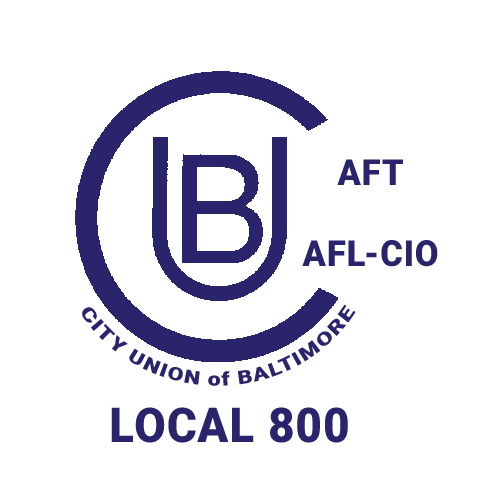 CUB
AFT
AFL-CIO
CITY UNION of BALTIMORE
LOCAL 800